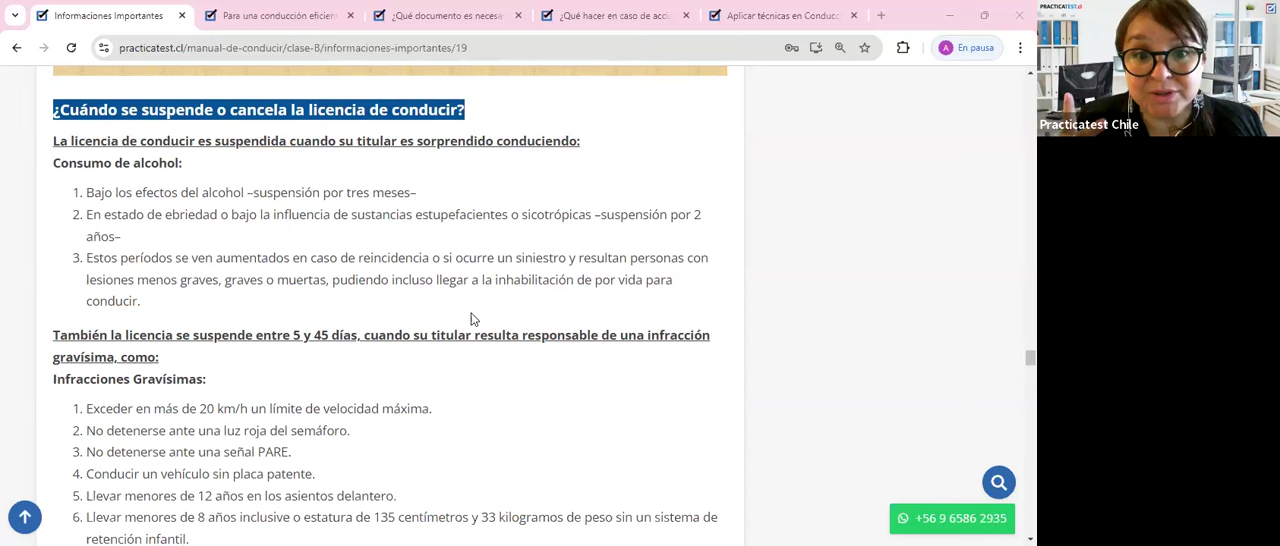 Informaciones Importantes
Para una conducción eficien
¿Qué documento es necesa
¿Qué hacer en caso de acci
Aplicar técnicas en Conducc
practicatest.cl/manual-de-conducir/clase-B/informaciones-importantes/19
A En pausa
PRACTICATEST.cl
Practicatest Chile
¿Cuándo se suspende o cancela la licencia de conducir?
La licencia de conducir es suspendida cuando su titular es sorprendido conduciendo:
Consumo de alcohol:
1. Bajo los efectos del alcohol –suspensión por tres meses–
2. En estado de ebriedad o bajo la influencia de sustancias estupefacientes o sicotrópicas –suspensión por 2
años–
3. Estos períodos se ven aumentados en caso de reincidencia o si ocurre un siniestro y resultan personas con
lesiones menos graves, graves o muertas, pudiendo incluso llegar a la inhabilitación de por vida para
conducir.
También la licencia se suspende entre 5 y 45 días, cuando su titular resulta responsable de una infracción
gravísima, como:
Infracciones Gravísimas:
1. Exceder en más de 20 km/h un límite de velocidad máxima.
2. No detenerse ante una luz roja del semáforo.
3. No detenerse ante una señal PARE.
4. Conducir un vehículo sin placa patente.
5. Llevar menores de 12 años en los asientos delantero.
6. Llevar menores de 8 años inclusive o estatura de 135 centímetros y 33 kilogramos de peso sin un sistema de
retención infantil.
+56 9 6586 2935